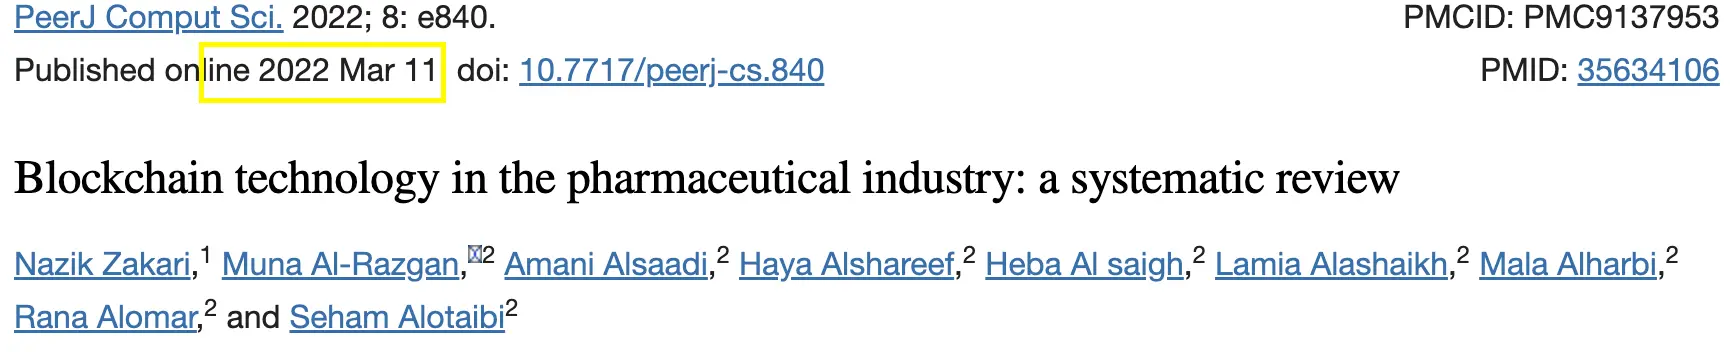 PeerJ Comput Sci. 2022; 8: e840. PMCID: PMC9137953
Published online 2022 Mar 11 doi: 10.7717/peerj-cs.840 PMID: 35634106
Blockchain technology in the pharmaceutical industry: a systematic review
Nazik Zakari,1 Muna Al-Razgan,2 Amani Alsaadi,2 Haya Alshareef,2 Heba Al saigh,2 Lamia Alashaikh,2 Mala Alharbi,2
Rana Alomar,2 and Seham Alotaibi2